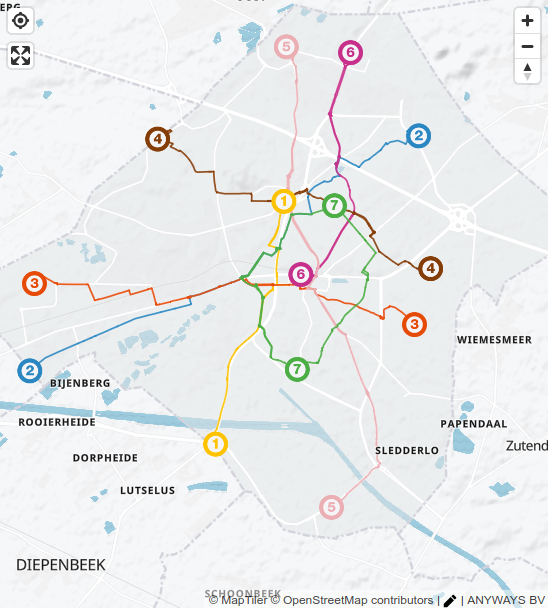 5
6
2
4
1
7
6
4
3
3
WIEMESMEER
2
BIJENBERG
7
ROOIERHEIDE
PAPENDAAL
1
SLEDDERLO
Zutend
DORPHEIDE
LUTSELUS
5
DIEPENBEEK
SCHOONBEEK
© MapTiler © OpenStreetMap contributors | | ANYWAYS BV